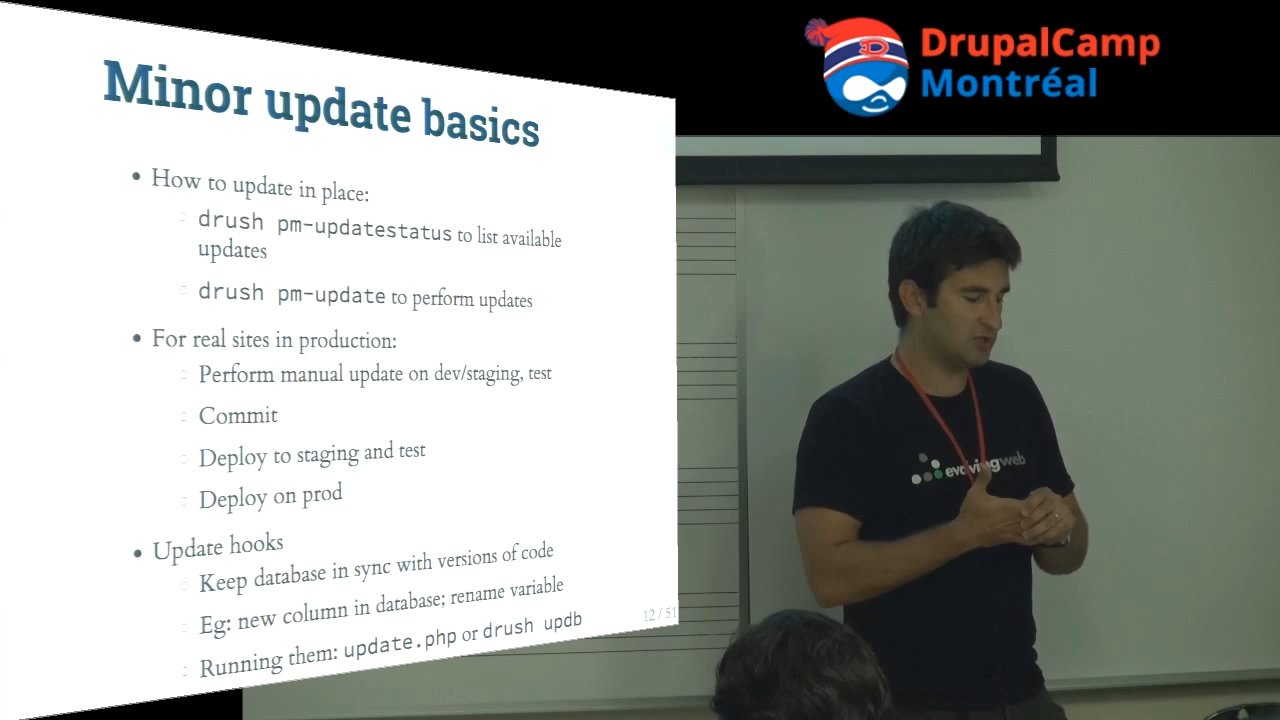 Minor update basics
• How to update in place:
○ drush pm-updatestatus to list available
updates
○ drush pm-update to perform updates
• For real sites in production:
○ Perform manual update on dev/staging, test
○ Commit
○ Deploy to staging and test
○ Deploy on prod
• Update hooks
○ Keep database in sync with versions of code
○ Eg: new column in database; rename variable
○ Running them: update.php or drush updb
12 / 51
DrupalCamp
Montréal
evolvingweb